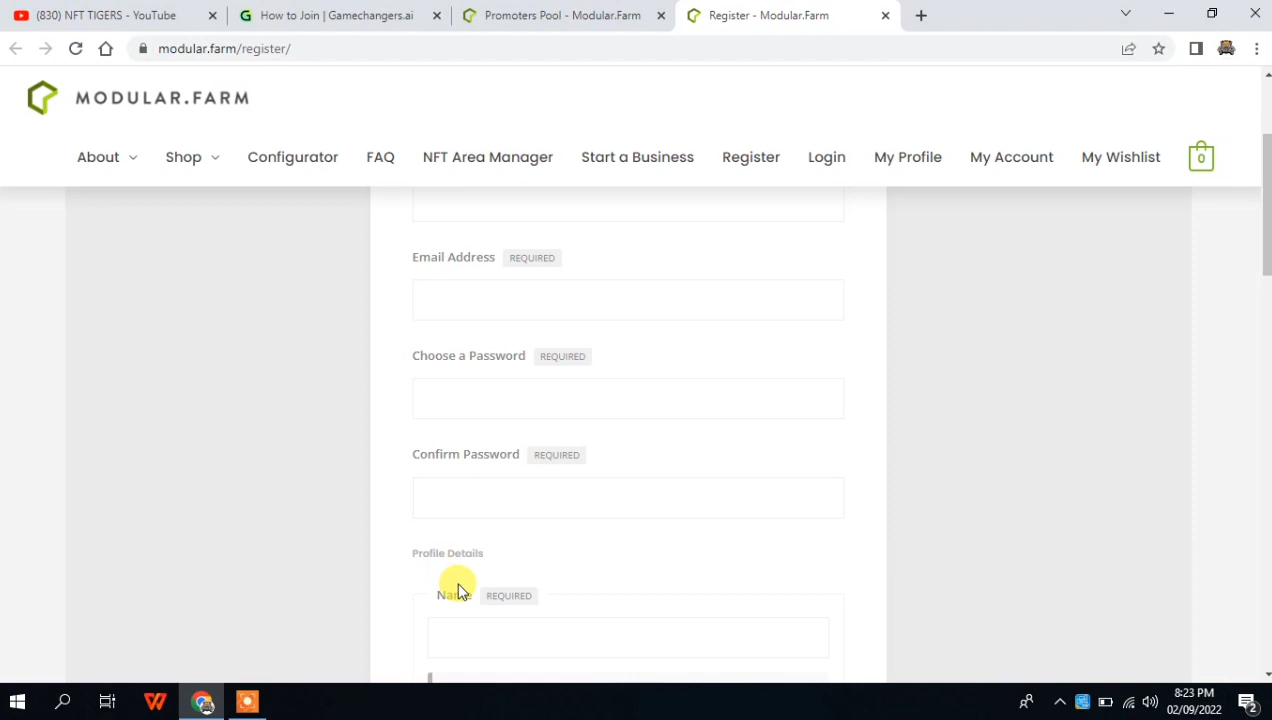 (830) NFT TIGERS - YouTube
How to Join | Gamechangers.ai
Promoters Pool - Modular.Farm
Register - Modular.Farm
modular.farm/register/
MODULAR.FARM
About
Shop
Configurator
FAQ
NFT Area Manager
Start a Business
Register
Login
My Profile
My Account
My Wishlist
0
Email Address REQUIRED
Choose a Password REQUIRED
Confirm Password REQUIRED
Profile Details
Name REQUIRED
8:23 PM
02/09/2022
2